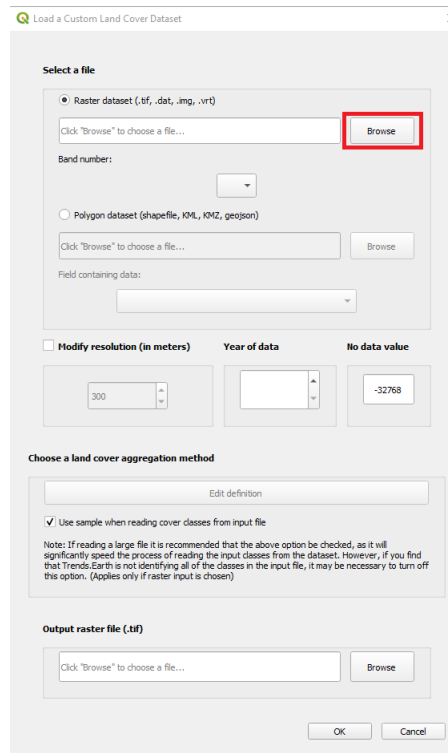 Load a Custom Land Cover Dataset
Select a file
Raster dataset (.tif, .dat, .img, .vrt)
Click "Browse" to choose a file...
Browse
Band number:
Polygon dataset (shapefile, KML, KMZ, geojson)
Click "Browse" to choose a file...
Browse
Field containing data:
Modify resolution (in meters)
Year of data
No data value
300
-32768
Choose a land cover aggregation method
Edit definition
Use sample when reading cover classes from input file
Note: If reading a large file it is recommended that the above option be checked, as it will
significantly speed the process of reading the input classes from the dataset. However, if you find
that Trends.Earth is not identifying all of the classes in the input file, it may be necessary to turn off
this option. (Applies only if raster input is chosen)
Output raster file (.tif)
Click "Browse" to choose a file...
Browse
OK
Cancel